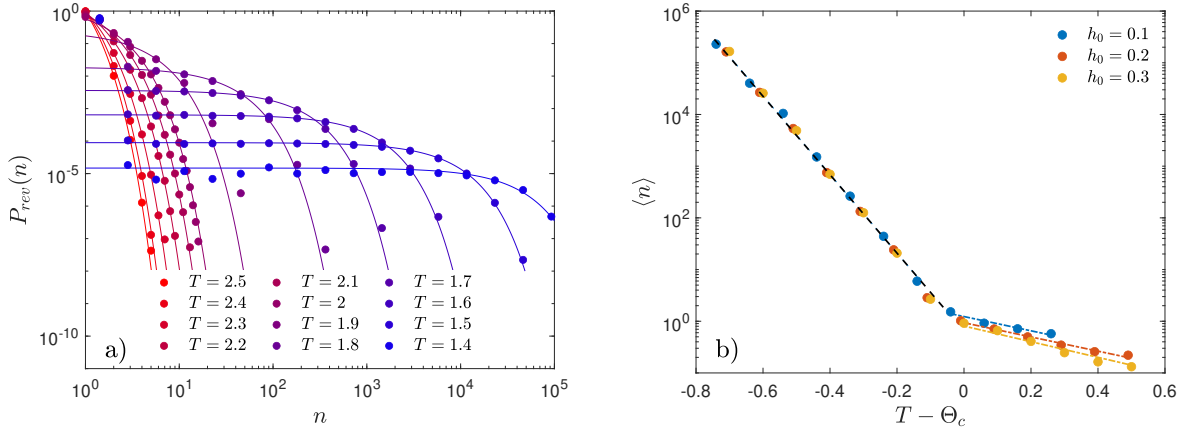 10^0
10^-5
10^-10
P_rev(n)
10^0 10^1 10^2 10^3 10^4 10^5
n
a)
T = 2.5 T = 2.1 T = 1.7
T = 2.4 T = 2 T = 1.6
T = 2.3 T = 1.9 T = 1.5
T = 2.2 T = 1.8 T = 1.4
10^6
10^4
10^2
10^0
⟨n⟩
h_0 = 0.1
h_0 = 0.2
h_0 = 0.3
b)
-0.8 -0.6 -0.4 -0.2 0 0.2 0.4 0.6
T − Θ_c